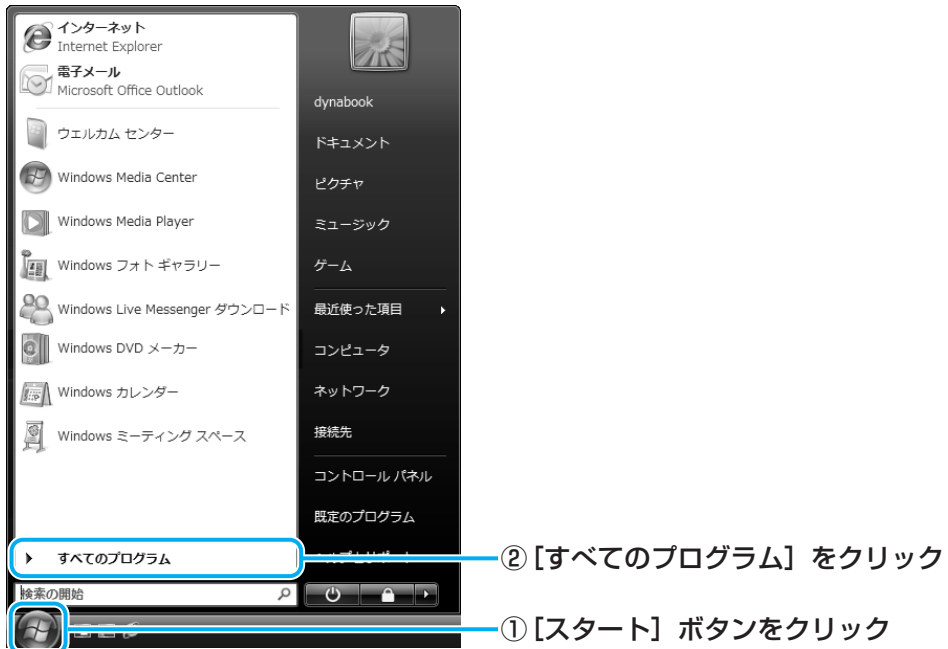 インターネット
Internet Explorer
電子メール
Microsoft Office Outlook
ウェルカム センター
Windows Media Center
Windows Media Player
Windows フォト ギャラリー
Windows Live Messenger ダウンロード
Windows DVD メーカー
Windows カレンダー
Windows ミーティング スペース
すべてのプログラム
検索の開始
dynabook
ドキュメント
ピクチャ
ミュージック
ゲーム
最近使った項目
コンピュータ
ネットワーク
接続先
コントロール パネル
既定のプログラム
②［すべてのプログラム］をクリック
①［スタート］ボタンをクリック